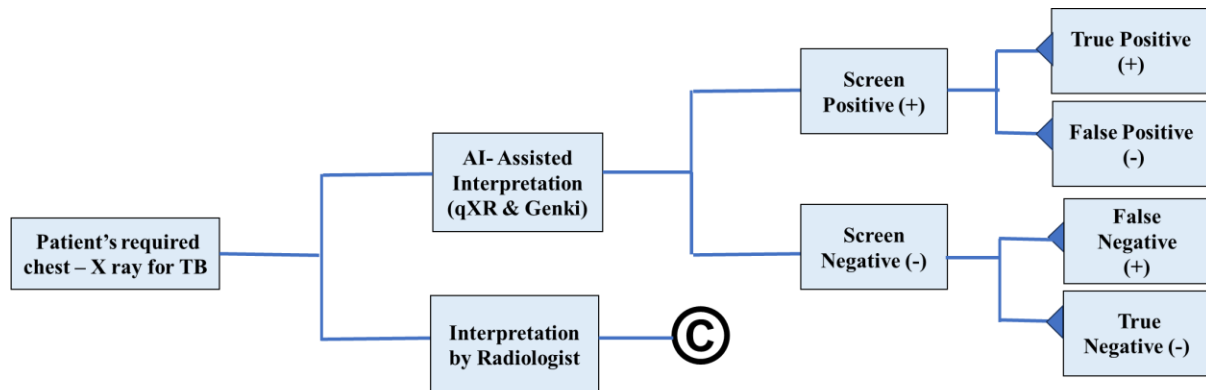 Patient's required
chest – X ray for TB
AI- Assisted
Interpretation
(qXR & Genki)
Interpretation
by Radiologist
C
Screen
Positive (+)
Screen
Negative (-)
True Positive
(+)
False Positive
(-)
False
Negative
(+)
True
Negative (-)